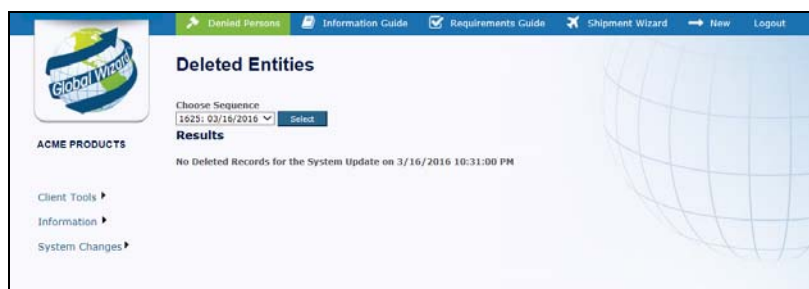 Denied Persons Information Guide Requirements Guide Shipment Wizard New Logout
Global Wizard
Deleted Entities
Choose Sequence
1625: 03/16/2016 Select
Results
ACME PRODUCTS
No Deleted Records for the System Update on 3/16/2016 10:31:00 PM
Client Tools
Information
System Changes